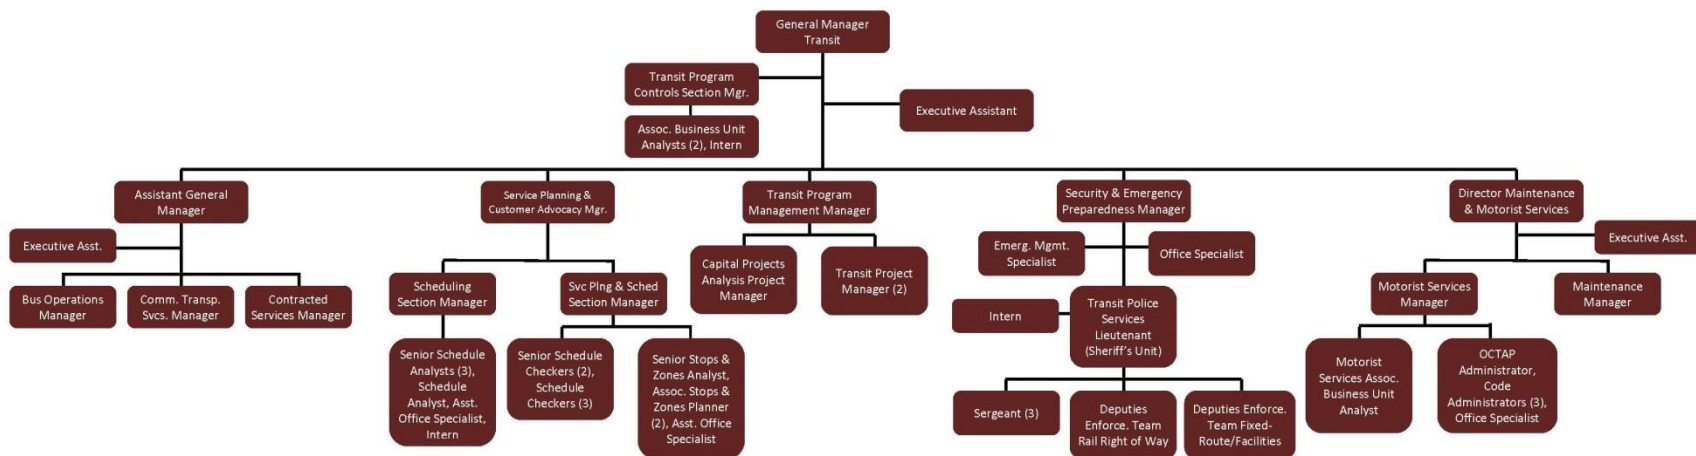 General Manager
Transit
Transit Program
Controls Section Mgr.
Executive Assistant
Assoc. Business Unit
Analysts (2), Intern
Assistant General
Manager
Service Planning &
Customer Advocacy Mgr.
Transit Program
Management Manager
Security & Emergency
Preparedness Manager
Director Maintenance
& Motorist Services
Executive Asst.
Emerg. Mgmt.
Specialist
Office Specialist
Executive Asst.
Bus Operations
Manager
Comm. Transp.
Svcs. Manager
Contracted
Services Manager
Scheduling
Section Manager
Svc Plng & Sched
Section Manager
Capital Projects
Analysis Project
Manager
Transit Project
Manager (2)
Intern
Transit Police
Services
Lieutenant
(Sheriff's Unit)
Motorist Services
Manager
Maintenance
Manager
Senior Schedule
Analysts (3),
Schedule
Analyst, Asst.
Office Specialist,
Intern
Senior Schedule
Checkers (2),
Schedule
Checkers (3)
Senior Stops &
Zones Analyst,
Assoc. Stops &
Zones Planner
(2), Asst. Office
Specialist
Sergeant (3)
Deputies
Enforce. Team
Rail Right of Way
Deputies Enforce.
Team Fixed-
Route/Facilities
Motorist
Services Assoc.
Business Unit
Analyst
OCTAP
Administrator,
Code
Administrators (3),
Office Specialist